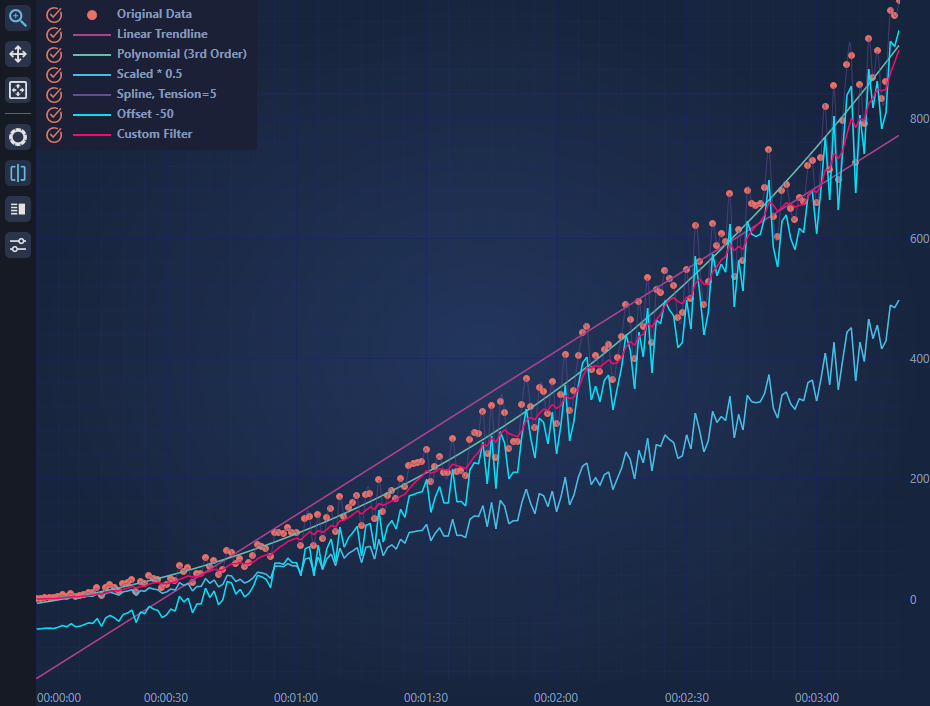 Original Data
Linear Trendline
Polynomial (3rd Order)
Scaled * 0.5
Spline, Tension=5
Offset -50
Custom Filter
800
600
400
200
0
00:00:00
00:00:30
00:01:00
00:01:30
00:02:00
00:02:30
00:03:00